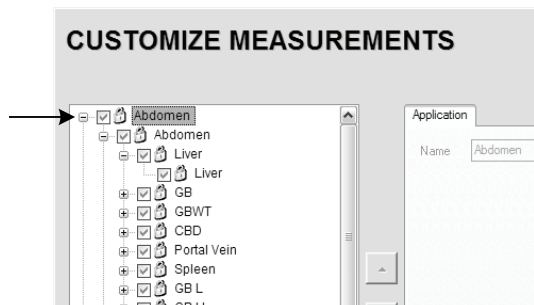 CUSTOMIZE MEASUREMENTS
Abdomen
Abdomen
Liver
Liver
GB
GBWT
CBD
Portal Vein
Spleen
GB L
Application
Name Abdomen